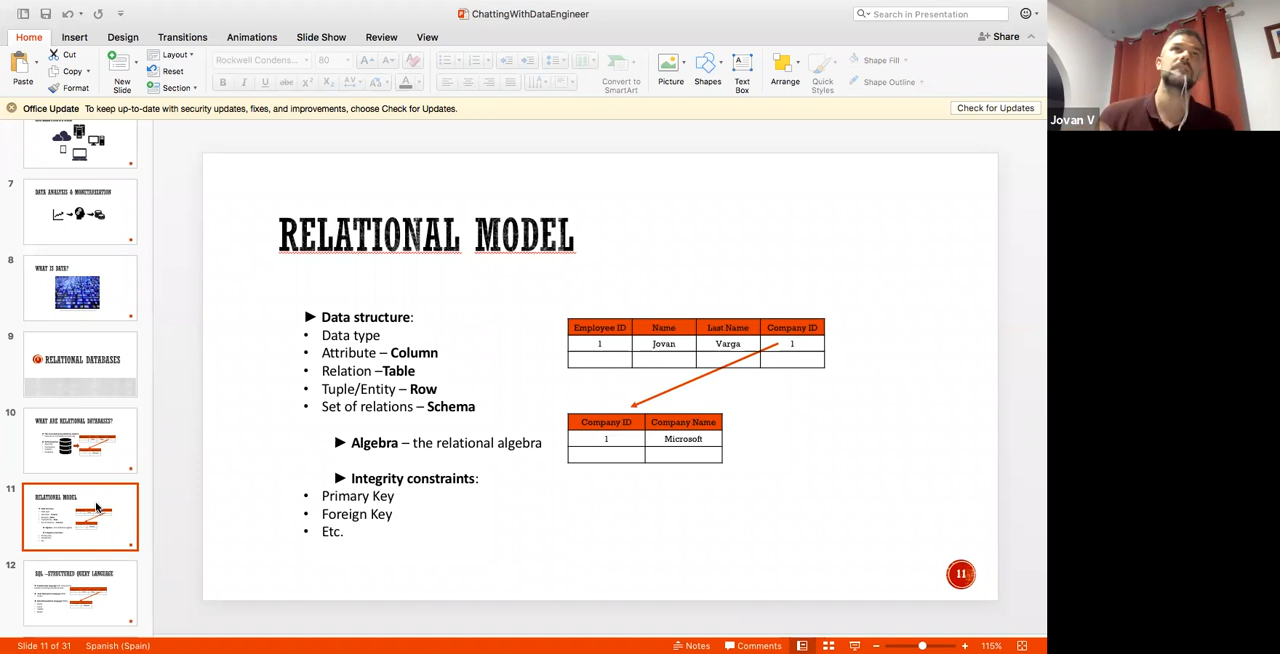 ChattingWithDataEngineer
Search in Presentation
Home Insert Design Transitions Animations Slide Show Review View
Share
Paste
Cut
Copy
Format
New Slide
Layout
Reset
Section
Rockwell Condens...
80
Convert to SmartArt
Picture
Shapes
Text Box
Arrange
Quick Styles
Shape Fill
Shape Outline
Office Update To keep up-to-date with security updates, fixes, and improvements, choose Check for Updates.
Check for Updates
Jovan V
7
DATA ANALYSIS & MONETARIZATION
8
WHAT IS DATA?
9
RELATIONAL DATABASES
10
WHAT ARE RELATIONAL DATABASES?
11
RELATIONAL MODEL
12
SQL – STRUCTURED QUERY LANGUAGE
RELATIONAL MODEL
► Data structure:
• Data type
• Attribute – Column
• Relation –Table
• Tuple/Entity – Row
• Set of relations – Schema
► Algebra – the relational algebra
► Integrity constraints:
• Primary Key
• Foreign Key
• Etc.
Employee ID Name Last Name Company ID
1 Jovan Varga 1
Company ID Company Name
1 Microsoft
11
Slide 11 of 31 Spanish (Spain)
Notes Comments
115%